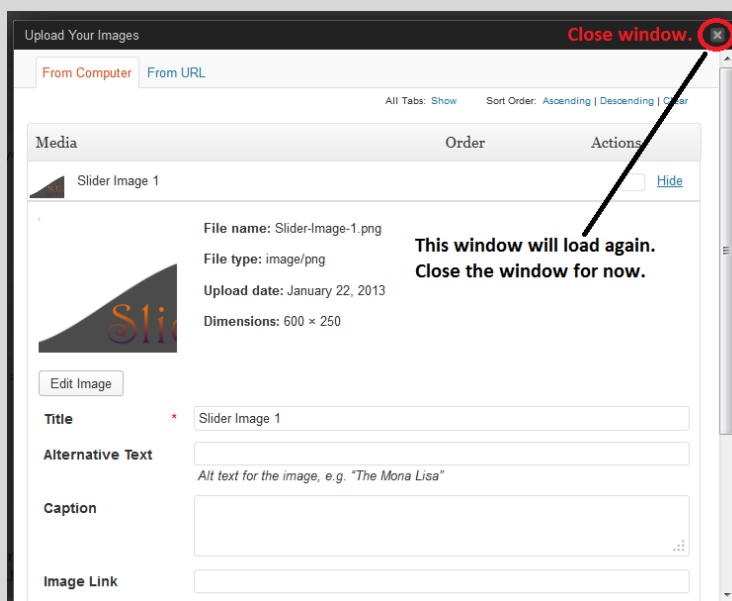 Upload Your Images
Close window.
From Computer From URL
All Tabs: Show Sort Order: Ascending | Descending | Clear
Media Order Actions
Slider Image 1 Hide
File name: Slider-Image-1.png
This window will load again.
File type: image/png
Close the window for now.
Upload date: January 22, 2013
Dimensions: 600 × 250
Edit Image
Title * Slider Image 1
Alternative Text
Alt text for the image, e.g. “The Mona Lisa”
Caption
Image Link